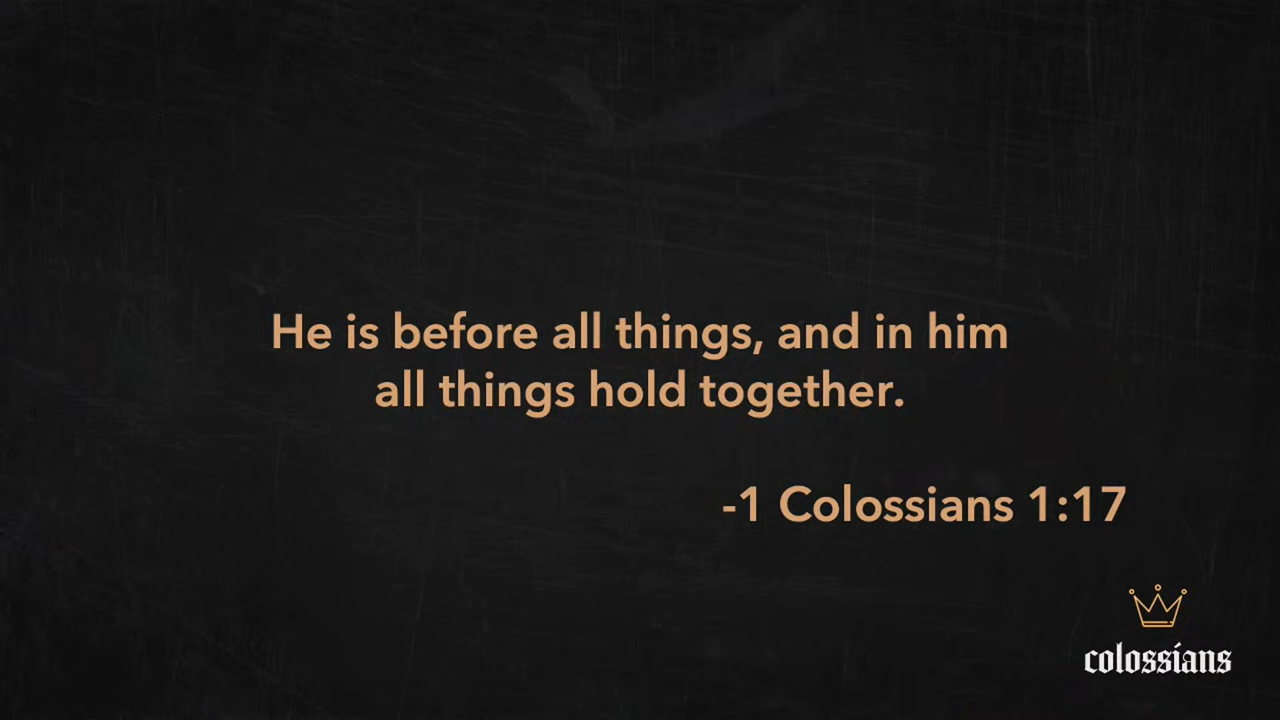 He is before all things, and in him
all things hold together.
-1 Colossians 1:17
colossians